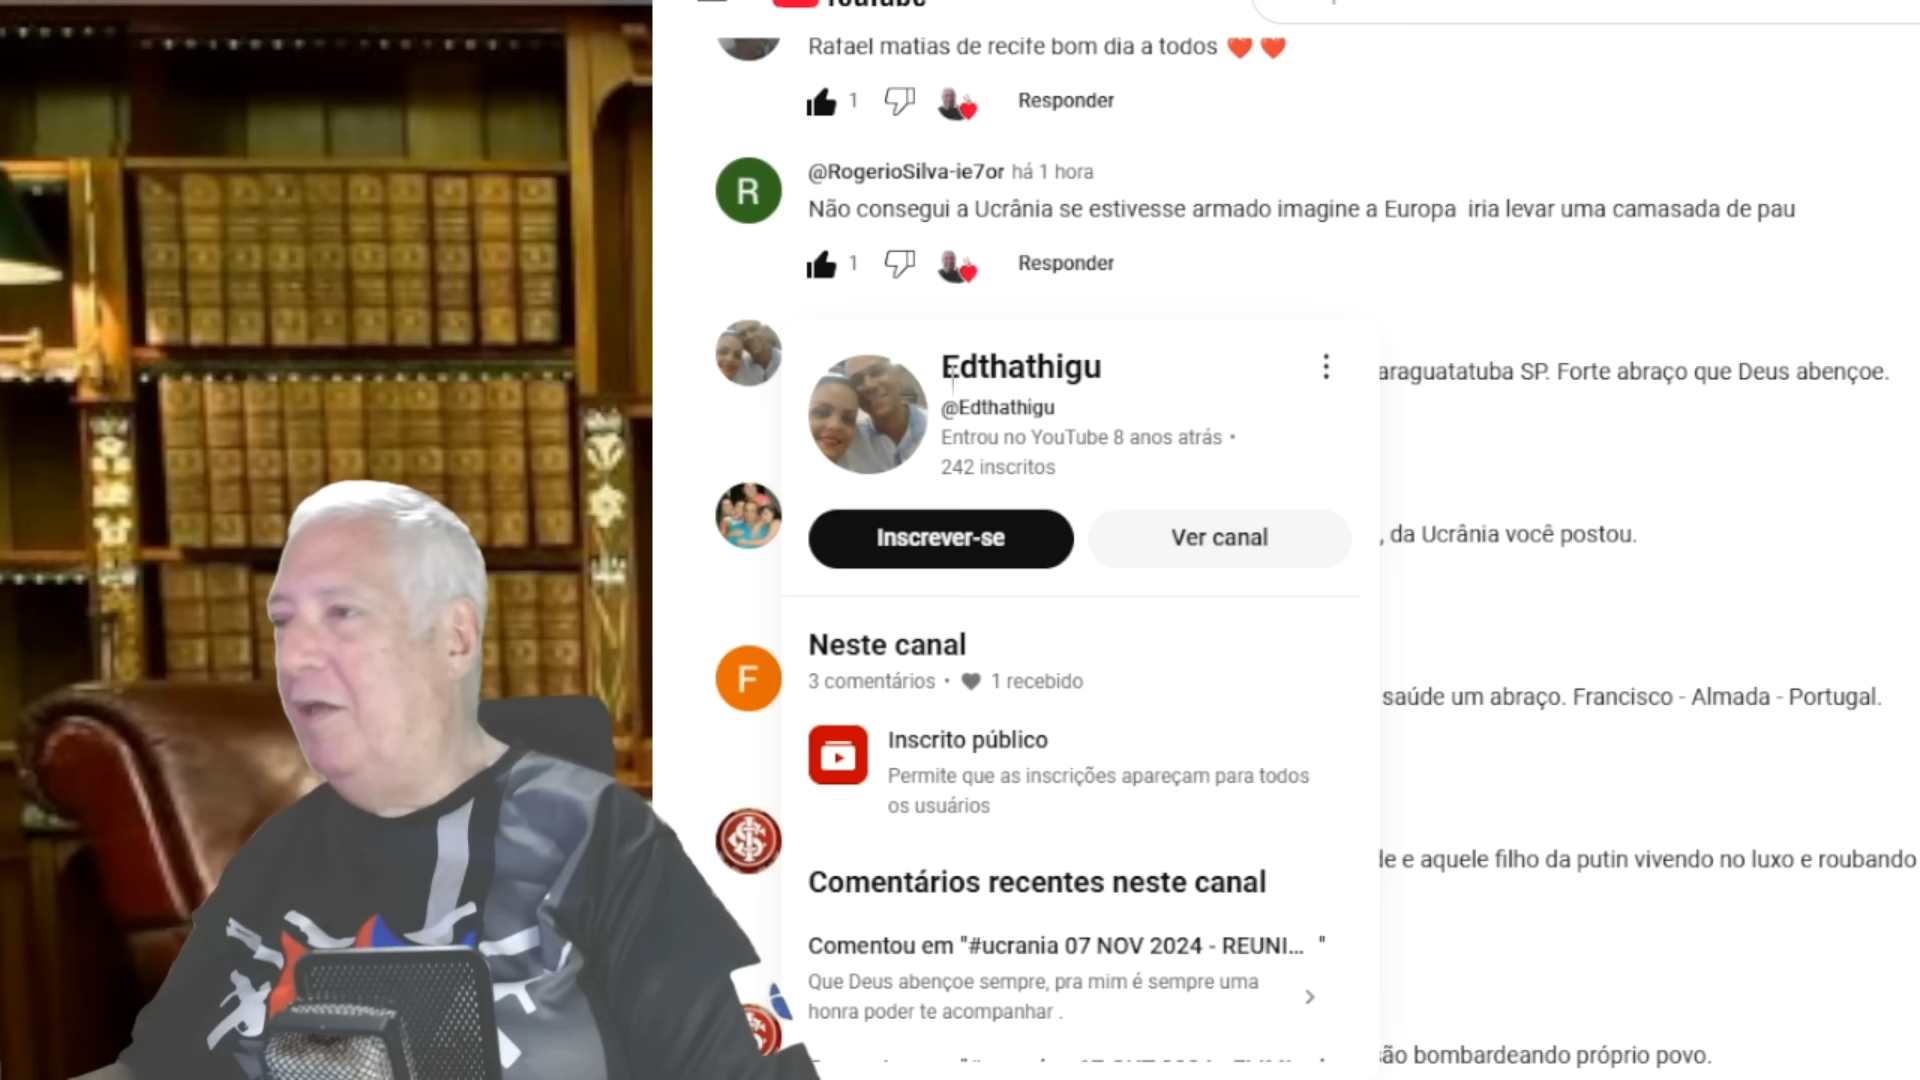 YouTube
Rafael matias de recife bom dia a todos
1
Responder
@RogerioSilva-ie7or há 1 hora
Não consegui a Ucrânia se estivesse armado imagine a Europa iria levar uma camasada de pau
1
Responder
Edthathigu
araguatatuba SP. Forte abraço que Deus abençoe.
@Edthathigu
Entrou no YouTube 8 anos atrás •
242 inscritos
Inscrever-se
Ver canal
, da Ucrânia você postou.
Neste canal
3 comentários • 1 recebido
saúde um abraço. Francisco - Almada - Portugal.
Inscrito público
Permite que as inscrições apareçam para todos
os usuários
de e aquele filho da putin vivendo no luxo e roubando
Comentários recentes neste canal
Comentou em "#ucrania 07 NOV 2024 - REUNI... "
Que Deus abençoe sempre, pra mim é sempre uma
honra poder te acompanhar .
são bombardeando próprio povo.
R
F